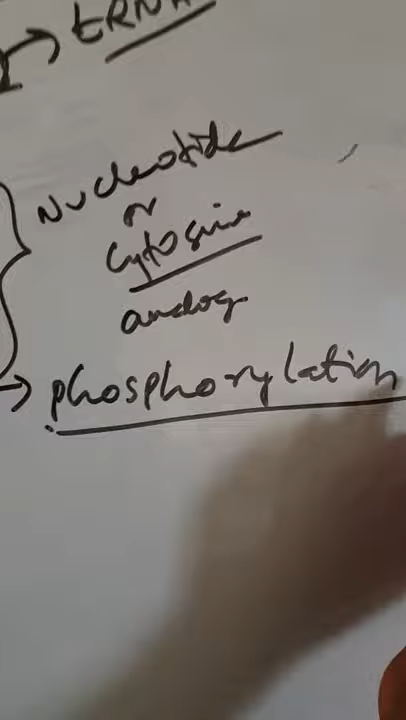 tRNA
Nucleotide
or
Cytosine
analog
phosphorylation